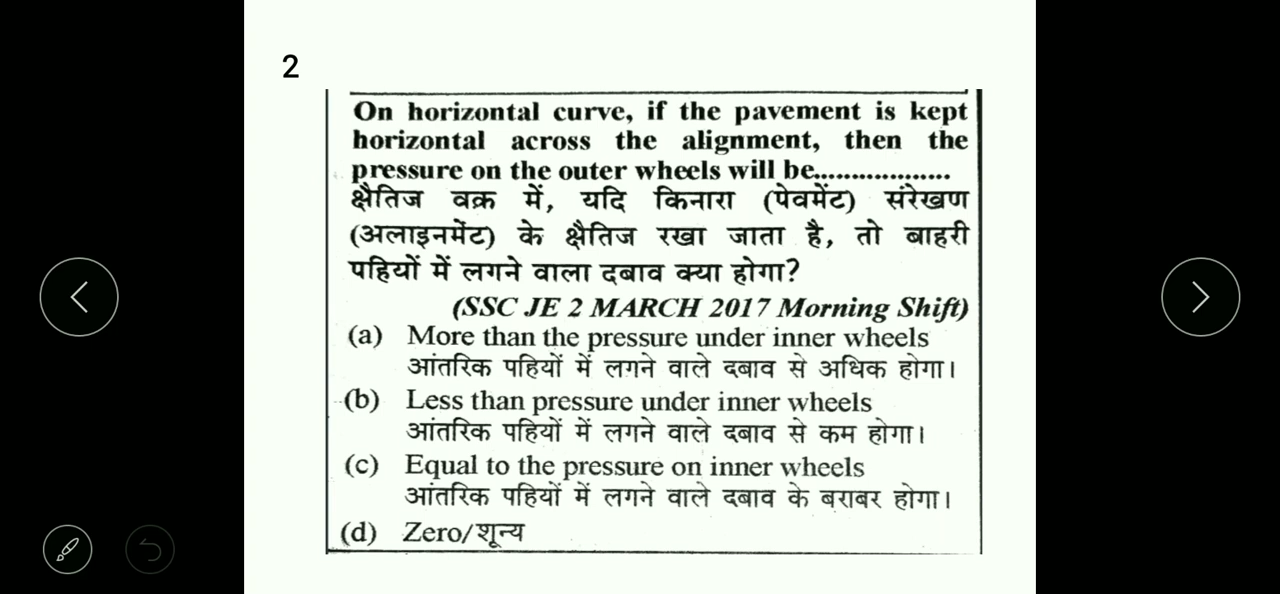 2
On horizontal curve, if the pavement is kept
horizontal across the alignment, then the
pressure on the outer wheels will be..................
क्षैतिज वक्र में, यदि किनारा (पेवमेंट) संरेखण
(अलाइनमेंट) के क्षैतिज रखा जाता है, तो बाहरी
पहियों में लगने वाला दबाव क्या होगा?
(SSC JE 2 MARCH 2017 Morning Shift)
(a) More than the pressure under inner wheels
आंतरिक पहियों में लगने वाले दबाव से अधिक होगा।
(b) Less than pressure under inner wheels
आंतरिक पहियों में लगने वाले दबाव से कम होगा।
(c) Equal to the pressure on inner wheels
आंतरिक पहियों में लगने वाले दबाव के बराबर होगा।
(d) Zero/शून्य